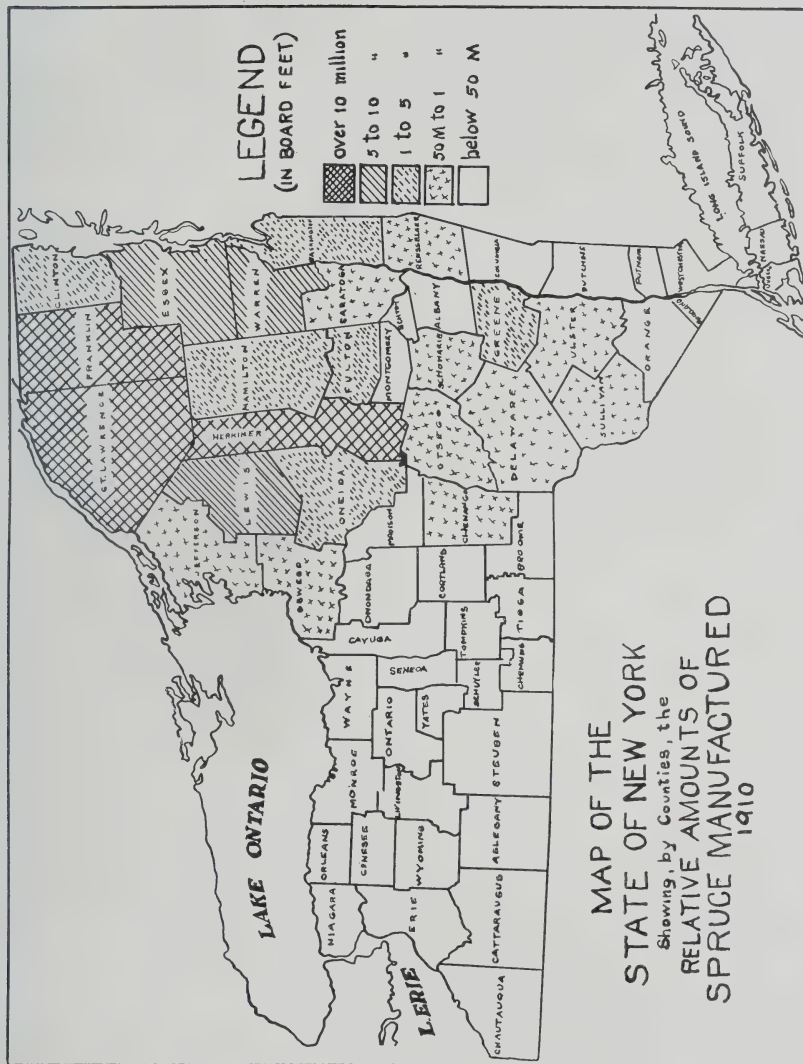 MAP OF THE
STATE OF NEW YORK
Showing, by Counties, the
RELATIVE AMOUNTS OF
SPRUCE MANUFACTURED
1910
LEGEND
(IN BOARD FEET)
over 10 million
5 to 10 "
1 to 5 "
50M to 1 "
below 50 M
LAKE ONTARIO
L.ERIE
LONG ISLAND SOUND
CLINTON
FRANKLIN
ST.LAWRENCE
ESSEX
WARREN
HAMILTON
HERKIMER
LEWIS
JEFFERSON
OSWEGO
ONEIDA
FULTON
SARATOGA
WASHINGTON
RENSSELAER
MONTGOMERY
ALBANY
SCHOHARIE
OTSEGO
MADISON
CHENANGO
DELAWARE
GREENE
COLUMBIA
ULSTER
DUTCHESS
SULLIVAN
ORANGE
PUTNAM
WESTCHESTER
ROCKLAND
SUFFOLK
NASSAU
NIAGARA
ORLEANS
MONROE
WAYNE
CAYUGA
ONONDAGA
GENESEE
ONTARIO
SENECA
CORTLAND
ERIE
WYOMING
LIVINGSTON
YATES
TOMPKINS
SCHUYLER
CHAUTAUQUA
CATTARAUGUS
ALLEGANY
STEUBEN
CHEMUNG
TIOGA
BROOME